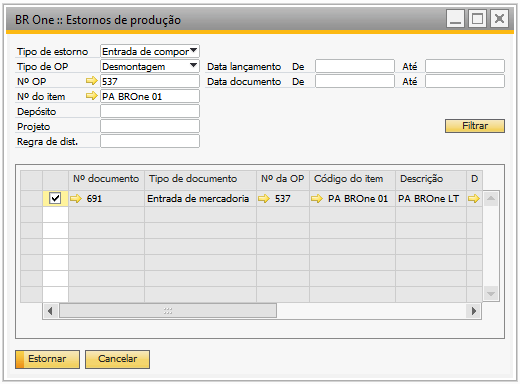 BR One :: Estornos de produção
Tipo de estorno Entrada de compor
Tipo de OP Desmontagem Data lançamento De Até
Nº OP 537 Data documento De Até
Nº do item PA BROne 01
Depósito
Projeto
Regra de dist.
Filtrar
Nº documento Tipo de documento Nº da OP Código do item Descrição D
691 Entrada de mercadoria 537 PA BROne 01 PA BROne LT
Estornar Cancelar